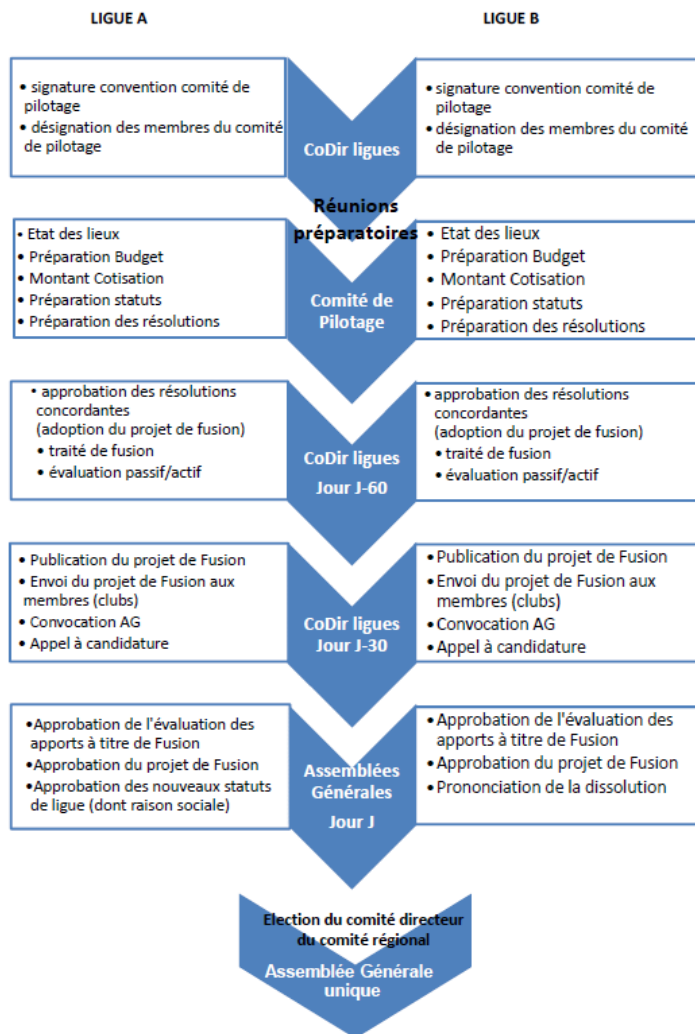 LIGUE A
LIGUE B
• signature convention comité de
pilotage
• désignation des membres du comité
de pilotage
CoDir ligues
• signature convention comité de
pilotage
• désignation des membres du comité
de pilotage
Réunions
préparatoires
• Etat des lieux
• Préparation Budget
• Montant Cotisation
• Préparation statuts
• Préparation des résolutions
Comité de
Pilotage
• Etat des lieux
• Préparation Budget
• Montant Cotisation
• Préparation statuts
• Préparation des résolutions
• approbation des résolutions
concordantes
(adoption du projet de fusion)
• traité de fusion
• évaluation passif/actif
CoDir ligues
Jour J-60
• approbation des résolutions
concordantes
(adoption du projet de fusion)
• traité de fusion
• évaluation passif/actif
• Publication du projet de Fusion
• Envoi du projet de Fusion aux
membres (clubs)
• Convocation AG
• Appel à candidature
CoDir ligues
Jour J-30
• Publication du projet de Fusion
• Envoi du projet de Fusion aux
membres (clubs)
• Convocation AG
• Appel à candidature
•Approbation de l'évaluation des
apports à titre de Fusion
•Approbation du projet de Fusion
•Approbation des nouveaux statuts
de ligue (dont raison sociale)
Assemblées
Générales
Jour J
•Approbation de l'évaluation des
apports à titre de Fusion
•Approbation du projet de Fusion
•Prononciation de la dissolution
Election du comité directeur
du comité régional
Assemblée Générale
unique